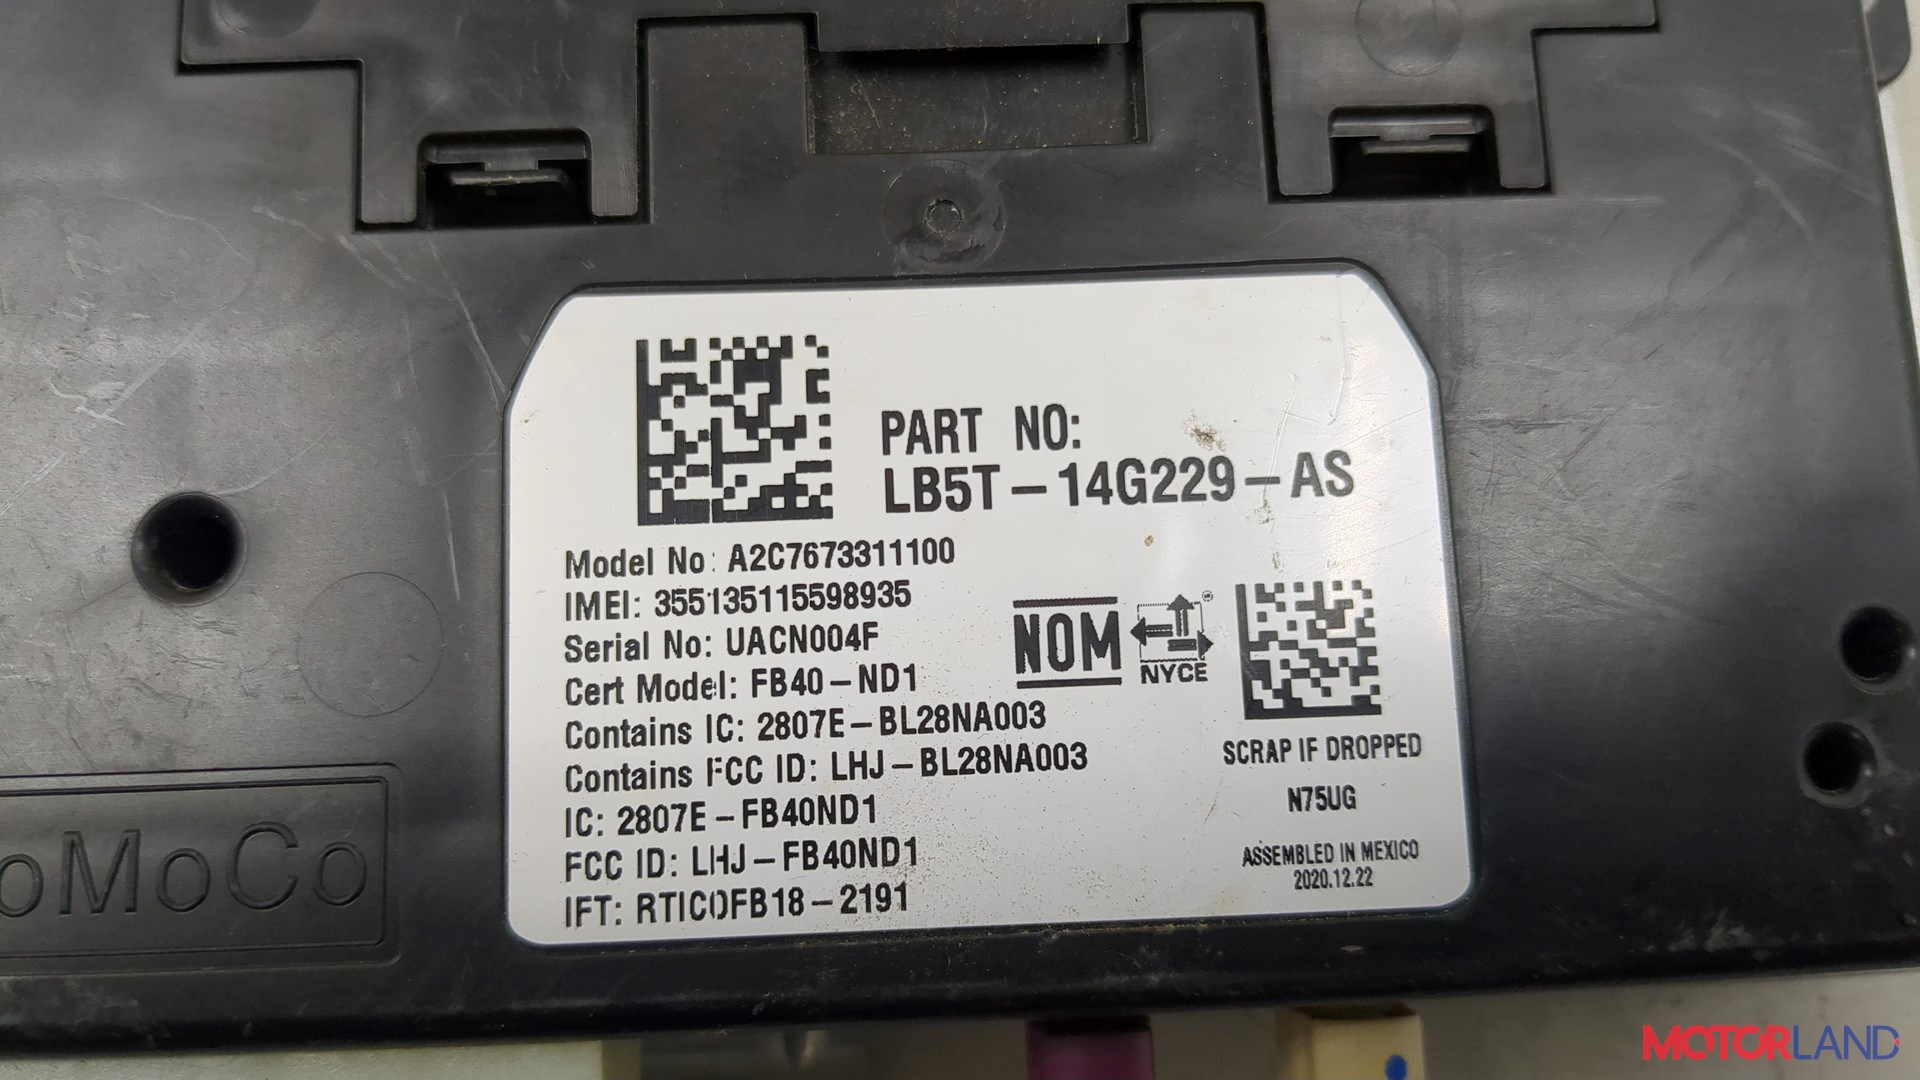 PART NO:
LB5T-14G229-AS
Model No: A2C7673311100
IMEI: 355135115598935
Serial No: UACN004F
Cert Model: FB40-ND1
Contains IC: 2807E-BL28NA003
Contains FCC ID: LHJ-BL28NA003
IC: 2807E-FB40ND1
FCC ID: LHJ-FB40ND1
IFT: RTICOFB18-2191
NOM
NYCE
SCRAP IF DROPPED
N75UG
ASSEMBLED IN MEXICO
2020.12.22
oMoCo
MOTORLAND